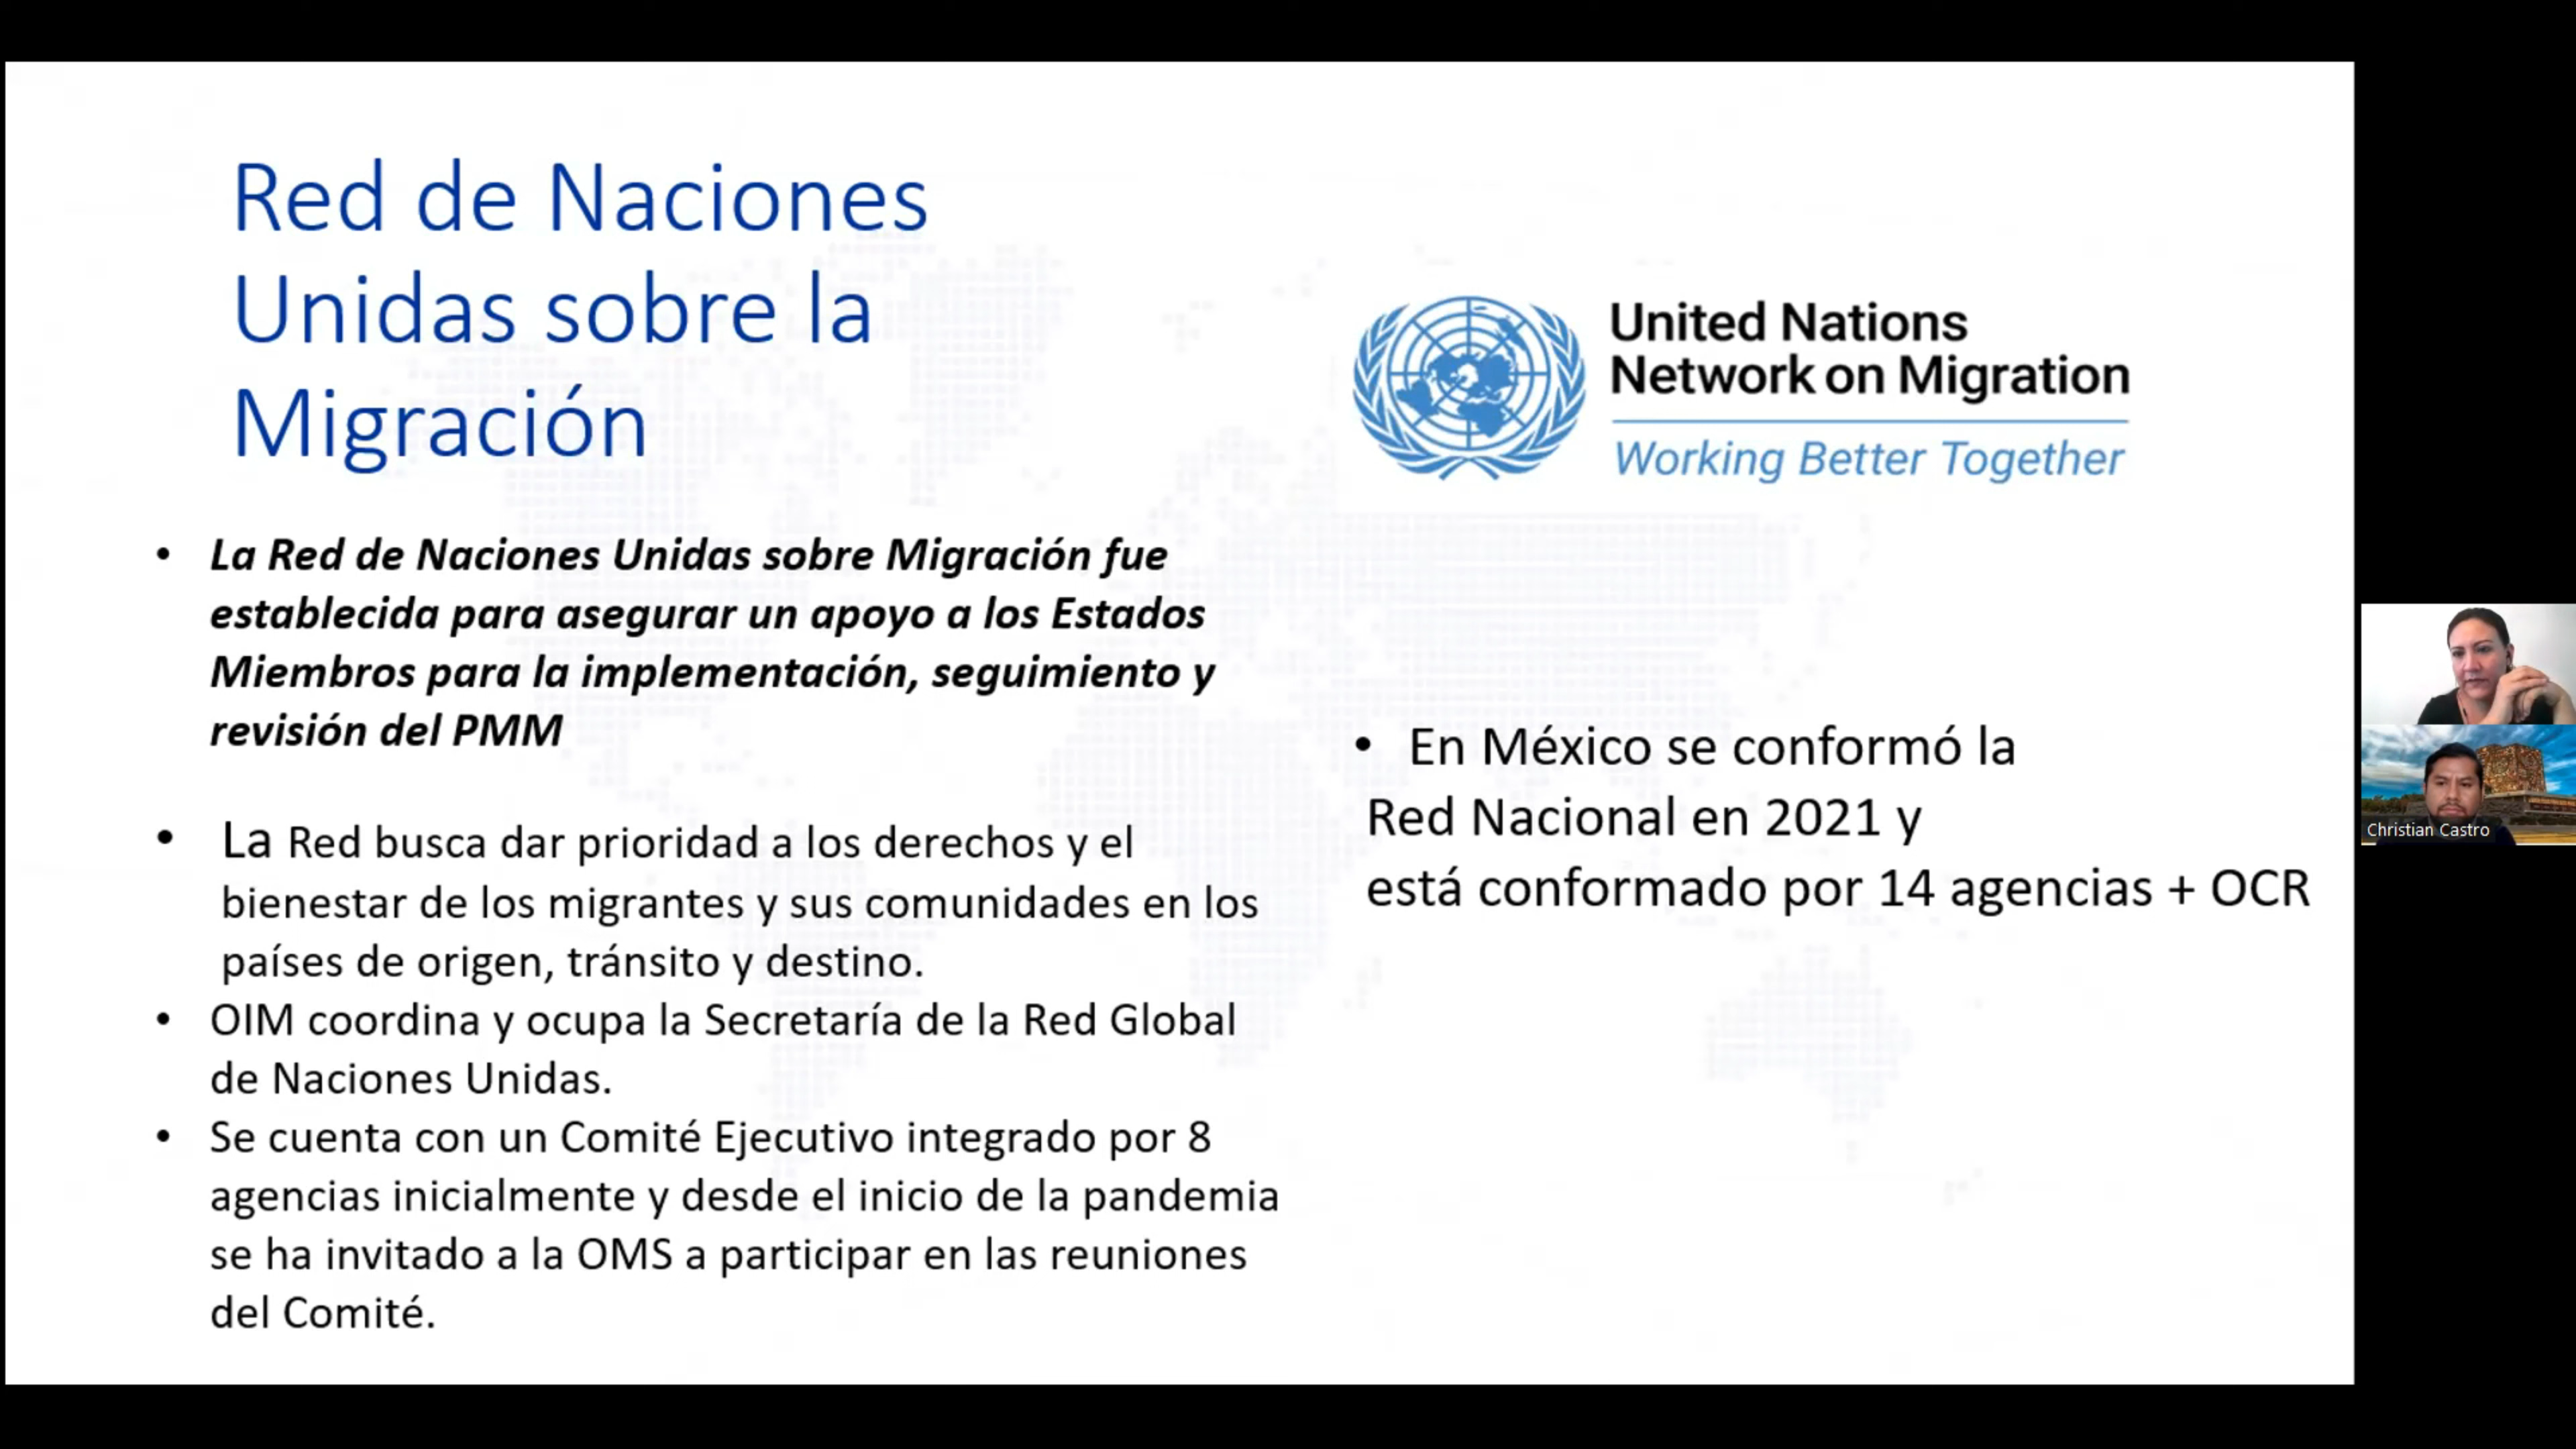 Red de Naciones
Unidas sobre la
Migración
United Nations
Network on Migration
Working Better Together
• La Red de Naciones Unidas sobre Migración fue
establecida para asegurar un apoyo a los Estados
Miembros para la implementación, seguimiento y
revisión del PMM
• La Red busca dar prioridad a los derechos y el
bienestar de los migrantes y sus comunidades en los
países de origen, tránsito y destino.
• OIM coordina y ocupa la Secretaría de la Red Global
de Naciones Unidas.
• Se cuenta con un Comité Ejecutivo integrado por 8
agencias inicialmente y desde el inicio de la pandemia
se ha invitado a la OMS a participar en las reuniones
del Comité.
• En México se conformó la
Red Nacional en 2021 y
está conformado por 14 agencias + OCR
Christian Castro